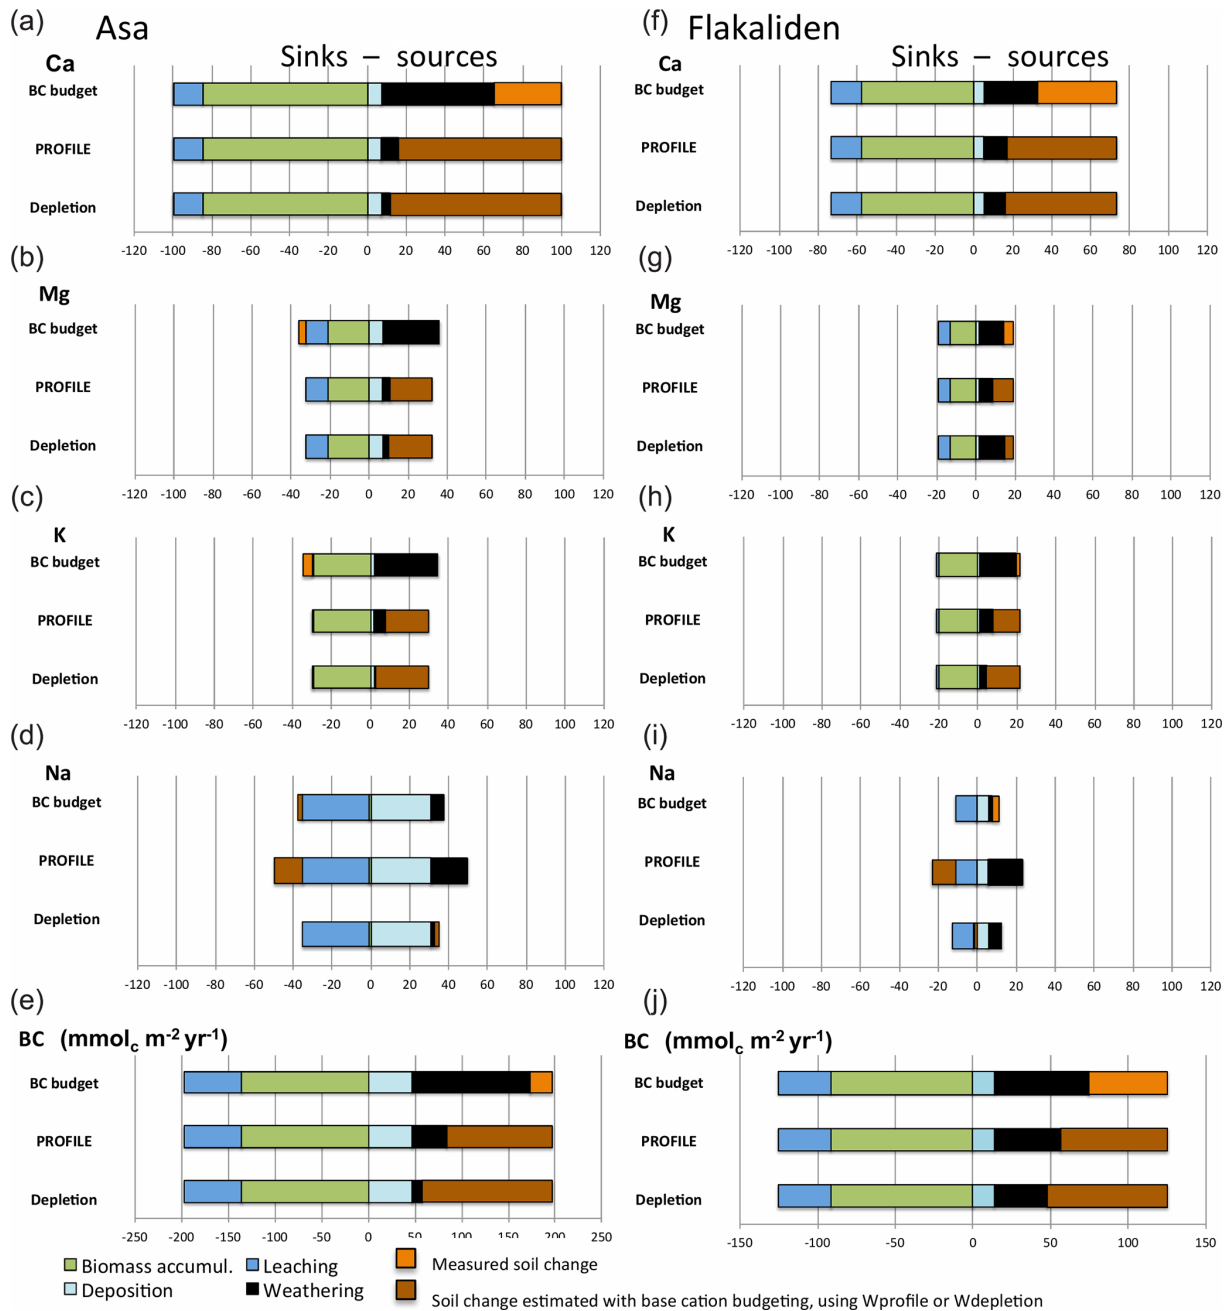 (a) Asa
Sinks – sources
Ca
BC budget
PROFILE
Depletion
-120 -100 -80 -60 -40 -20 0 20 40 60 80 100 120
(b)
Mg
BC budget
PROFILE
Depletion
-120 -100 -80 -60 -40 -20 0 20 40 60 80 100 120
(c)
K
BC budget
PROFILE
Depletion
-120 -100 -80 -60 -40 -20 0 20 40 60 80 100 120
(d)
Na
BC budget
PROFILE
Depletion
-120 -100 -80 -60 -40 -20 0 20 40 60 80 100 120
(e)
BC (mmolc m-2 yr-1)
BC budget
PROFILE
Depletion
-250 -200 -150 -100 -50 0 50 100 150 200 250
(f) Flakaliden
Sinks – sources
Ca
BC budget
PROFILE
Depletion
-120 -100 -80 -60 -40 -20 0 20 40 60 80 100 120
(g)
Mg
BC budget
PROFILE
Depletion
-120 -100 -80 -60 -40 -20 0 20 40 60 80 100 120
(h)
K
BC budget
PROFILE
Depletion
-120 -100 -80 -60 -40 -20 0 20 40 60 80 100 120
(i)
Na
BC budget
PROFILE
Depletion
-120 -100 -80 -60 -40 -20 0 20 40 60 80 100 120
(j)
BC (mmolc m-2 yr-1)
BC budget
PROFILE
Depletion
-150 -100 -50 0 50 100 150
Biomass accumul. Leaching Measured soil change
Deposition Weathering Soil change estimated with base cation budgeting, using Wprofile or Wdepletion